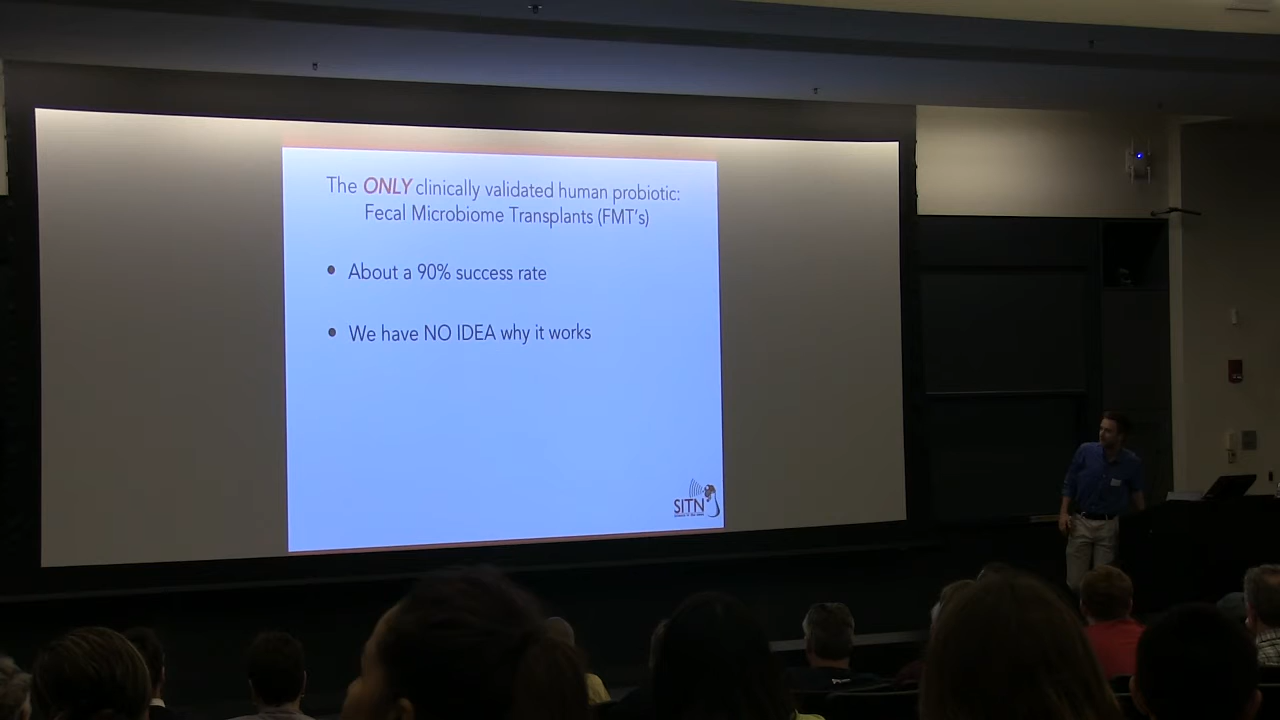 The ONLY clinically validated human probiotic:
Fecal Microbiome Transplants (FMT's)
• About a 90% success rate
• We have NO IDEA why it works
SITN